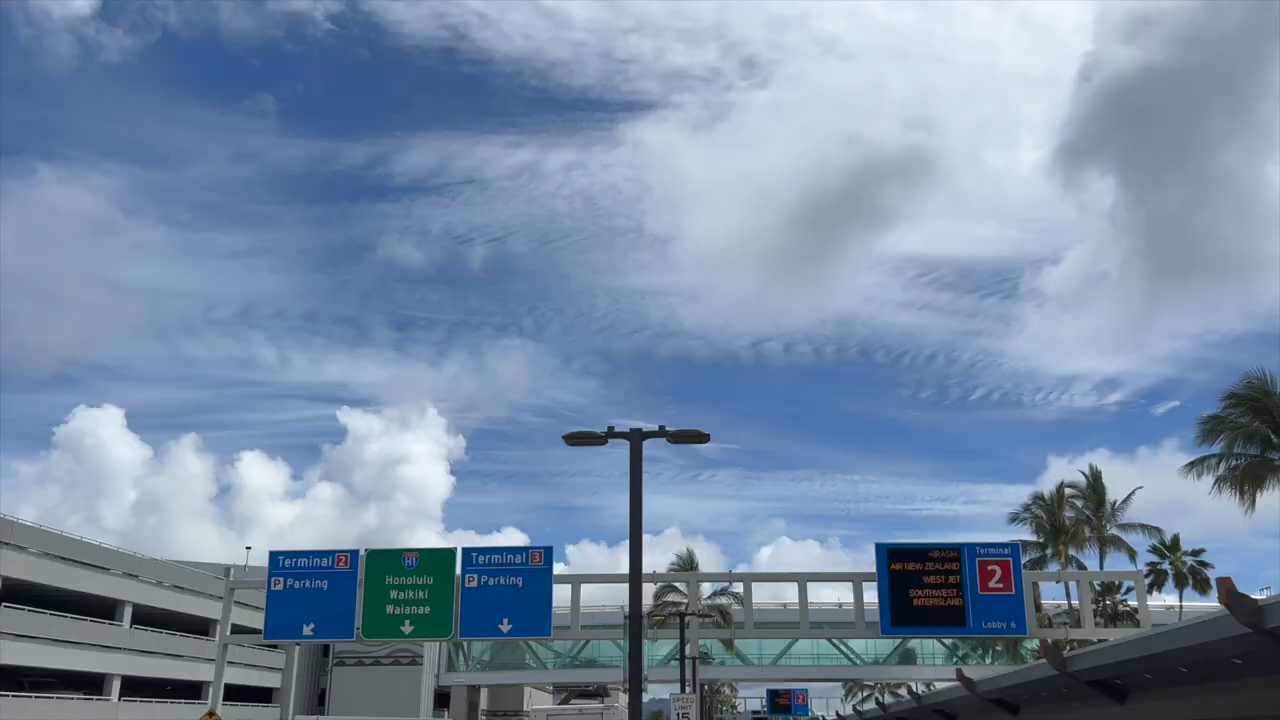 Terminal 2
P Parking
H1
Honolulu
Waikiki
Waianae
Terminal 3
P Parking
AIRASIA
AIR NEW ZEALAND
WEST JET
SOUTHWEST -
INTERISLAND
Terminal
2
Lobby 6
SPEED
LIMIT
15
2